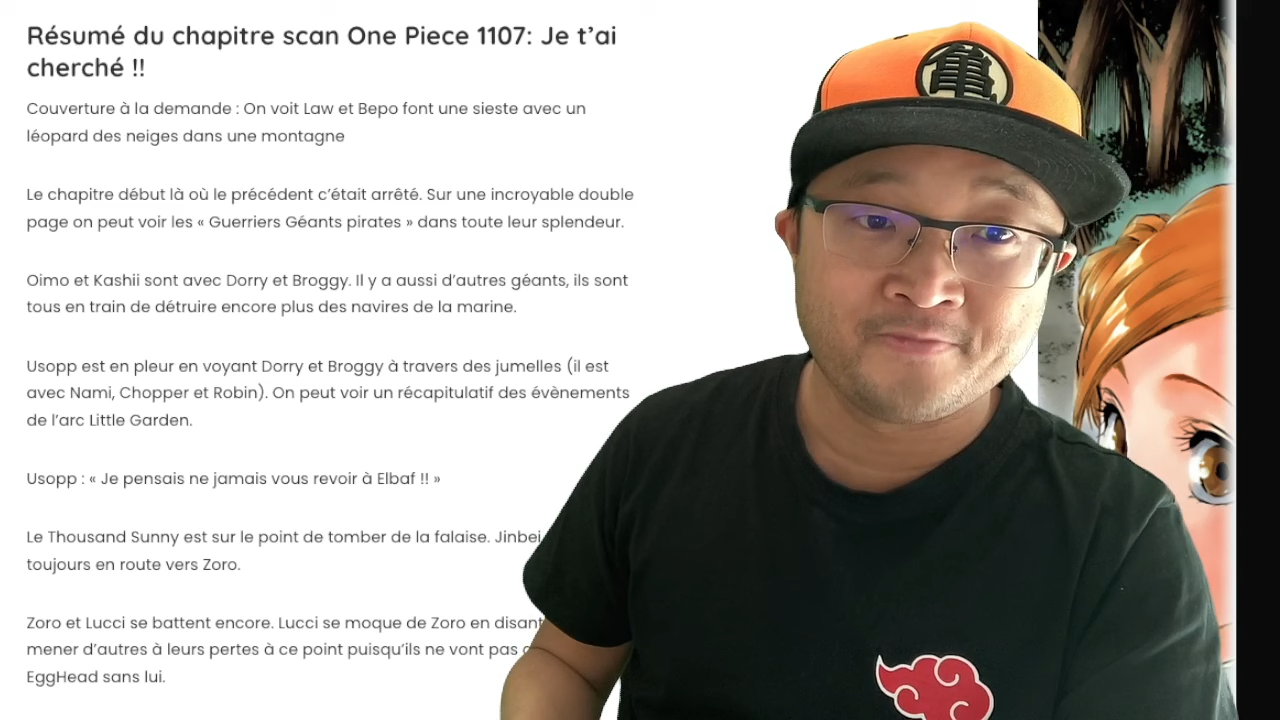 Résumé du chapitre scan One Piece 1107: Je t’ai
cherché !!
Couverture à la demande : On voit Law et Bepo font une sieste avec un
léopard des neiges dans une montagne
Le chapitre début là où le précédent c’était arrêté. Sur une incroyable double
page on peut voir les « Guerriers Géants pirates » dans toute leur splendeur.
Oimo et Kashii sont avec Dorry et Broggy. Il y a aussi d’autres géants, ils sont
tous en train de détruire encore plus des navires de la marine.
Usopp est en pleur en voyant Dorry et Broggy à travers des jumelles (il est
avec Nami, Chopper et Robin). On peut voir un récapitulatif des évènements
de l’arc Little Garden.
Usopp : « Je pensais ne jamais vous revoir à Elbaf !! »
Le Thousand Sunny est sur le point de tomber de la falaise. Jinbei
toujours en route vers Zoro.
Zoro et Lucci se battent encore. Lucci se moque de Zoro en disant
mener d’autres à leurs pertes à ce point puisqu’ils ne vont pas
EggHead sans lui.
亀